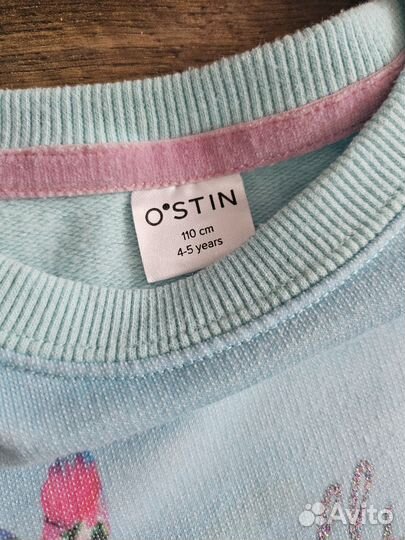 O°STIN
110 cm
4-5 years
Avito